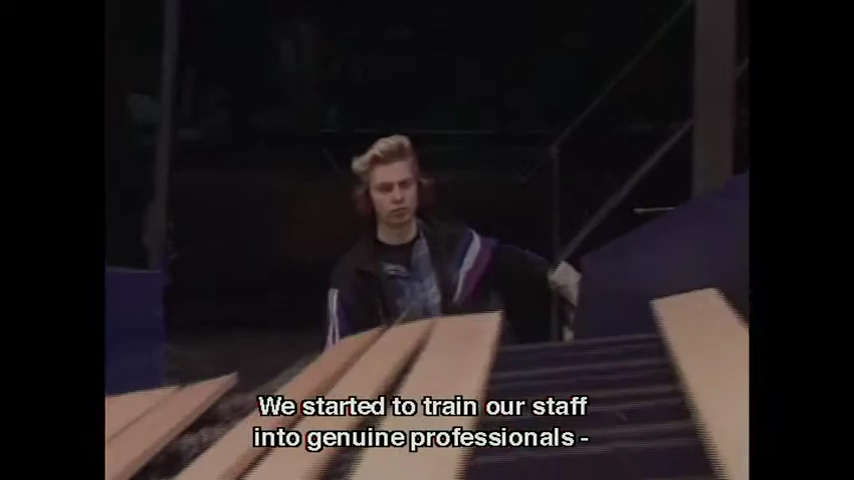 We started to train our staff
into genuine professionals -